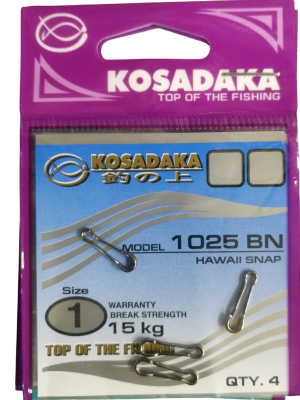 KOSADAKA
TOP OF THE FISHING
KOSADAKA
釣の上
MODEL 1025 BN
HAWAII SNAP
Size
1
WARRANTY
BREAK STRENGTH
15 kg
TOP OF THE FI
QTY. 4